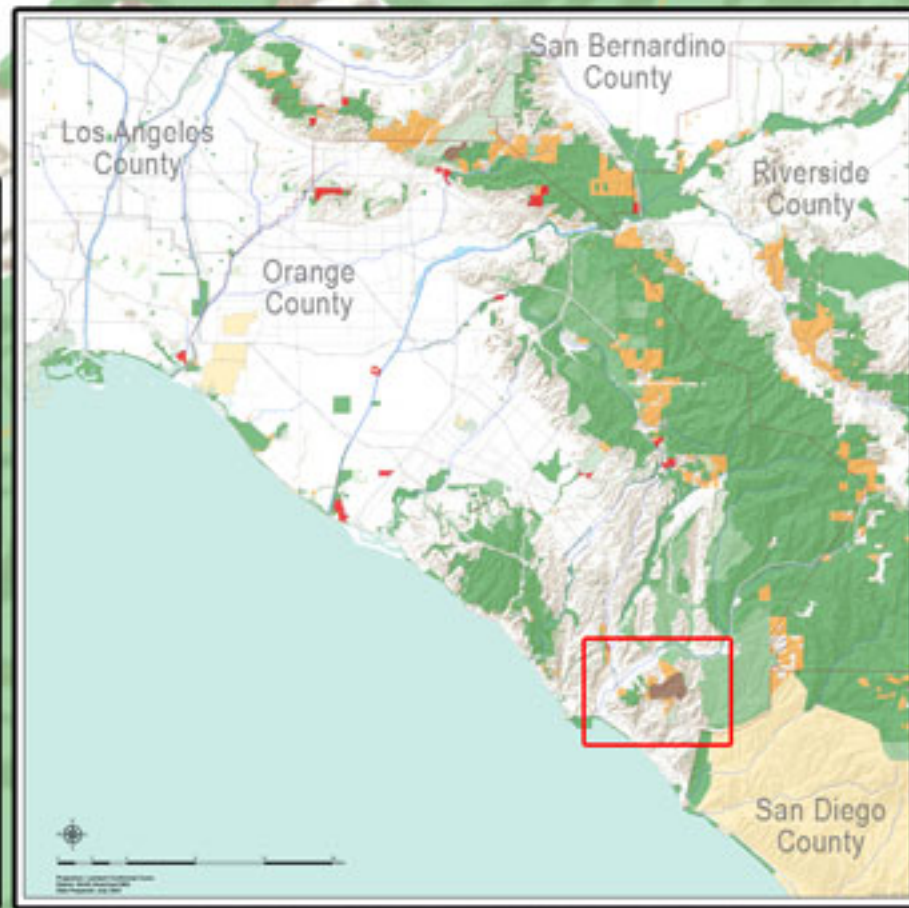 San Bernardino
County
Los Angeles
County
Riverside
County
Orange
County
San Diego
County